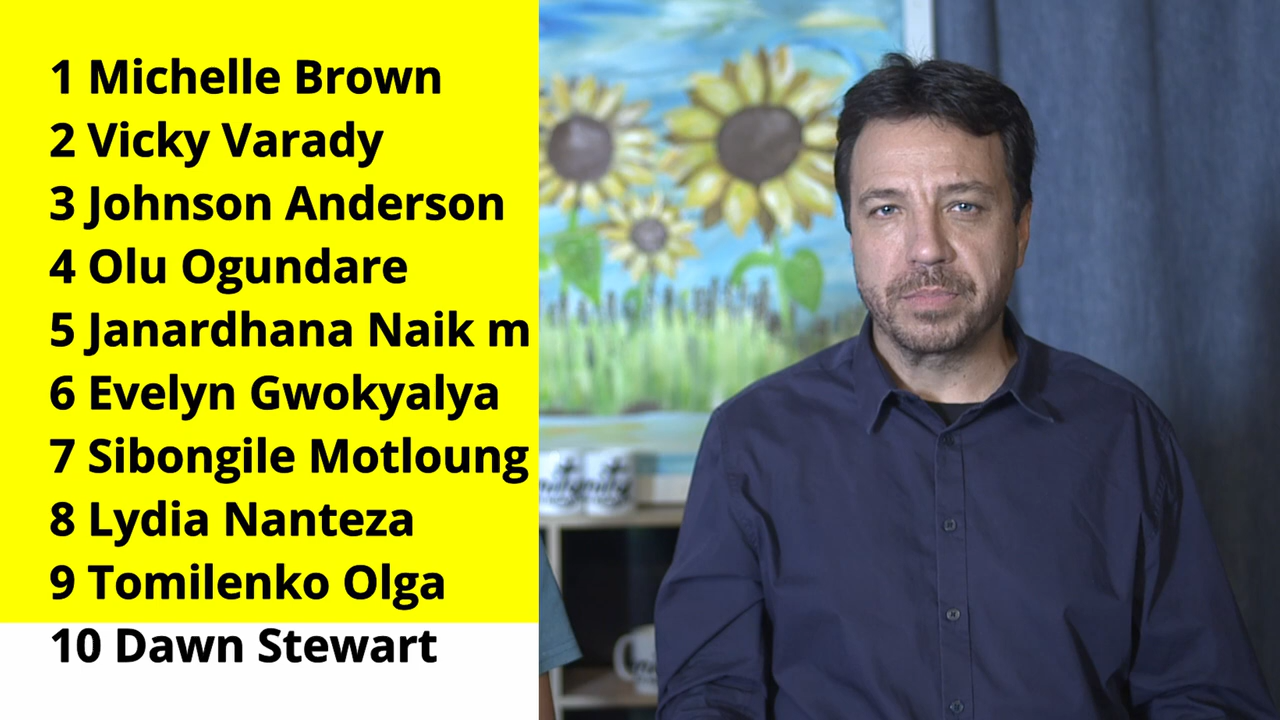 1 Michelle Brown
2 Vicky Varady
3 Johnson Anderson
4 Olu Ogundare
5 Janardhana Naik m
6 Evelyn Gwokyalya
7 Sibongile Motloung
8 Lydia Nanteza
9 Tomilenko Olga
10 Dawn Stewart